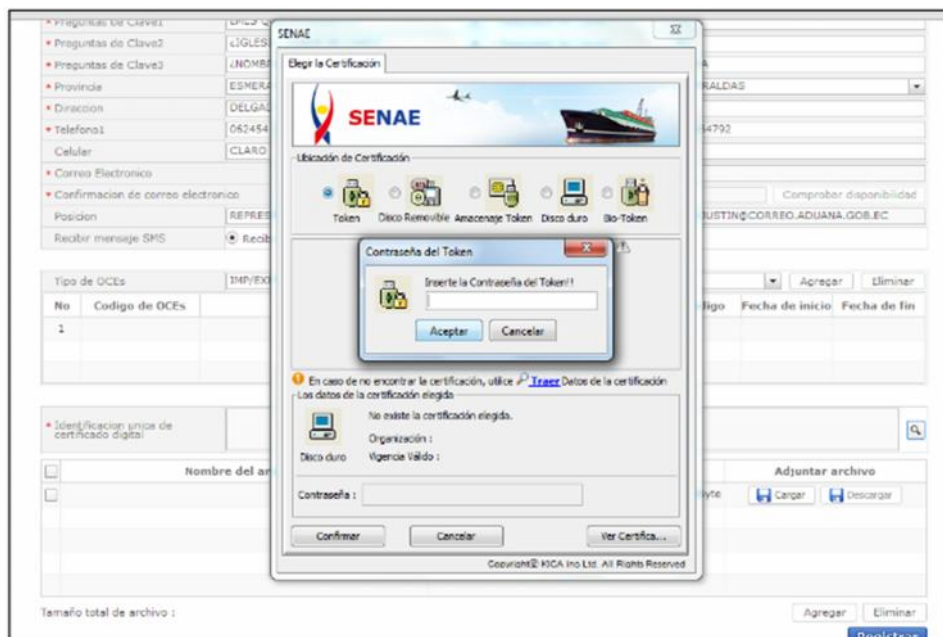 * Preguntas de Clave1
* Preguntas de Clave2
* Preguntas de Clave3
* Provincia ESMERA RALDAS
* Direccion DELGAD
* Telefono1 062454 54792
Celular CLARO
* Correo Electronico
* Confirmacion de correo electronico Comprobar disponibilidad
Posicion REPRES JUSTIN@CORREO.ADUANA.GOB.EC
Recibir mensaje SMS Recib
Tipo de OCEs IMP/EX Agregar Eliminar
No Codigo de OCEs digo Fecha de inicio Fecha de fin
1
* Identificacion unica de
certificado digital
Nombre del ar Adjuntar archivo
byte Cargar Descargar
Tamaño total de archivo :
Agregar Eliminar
Registrar
SENAE
Elegir la Certificación
SENAE
Ubicación de Certificación
Token Disco Removible Amacenaje Token Disco duro Bio-Token
Contraseña del Token
Inserte la Contraseña del Token!!
Aceptar Cancelar
En caso de no encontrar la certificación, utilice Traer Datos de la certificación
Los datos de la certificación elegida
No existe la certificación elegida.
Organización :
Disco duro Vigencia Válido :
Contraseña :
Confirmar Cancelar Ver Certifica...
Copyright© KICA Inc Ltd. All Rights Reserved